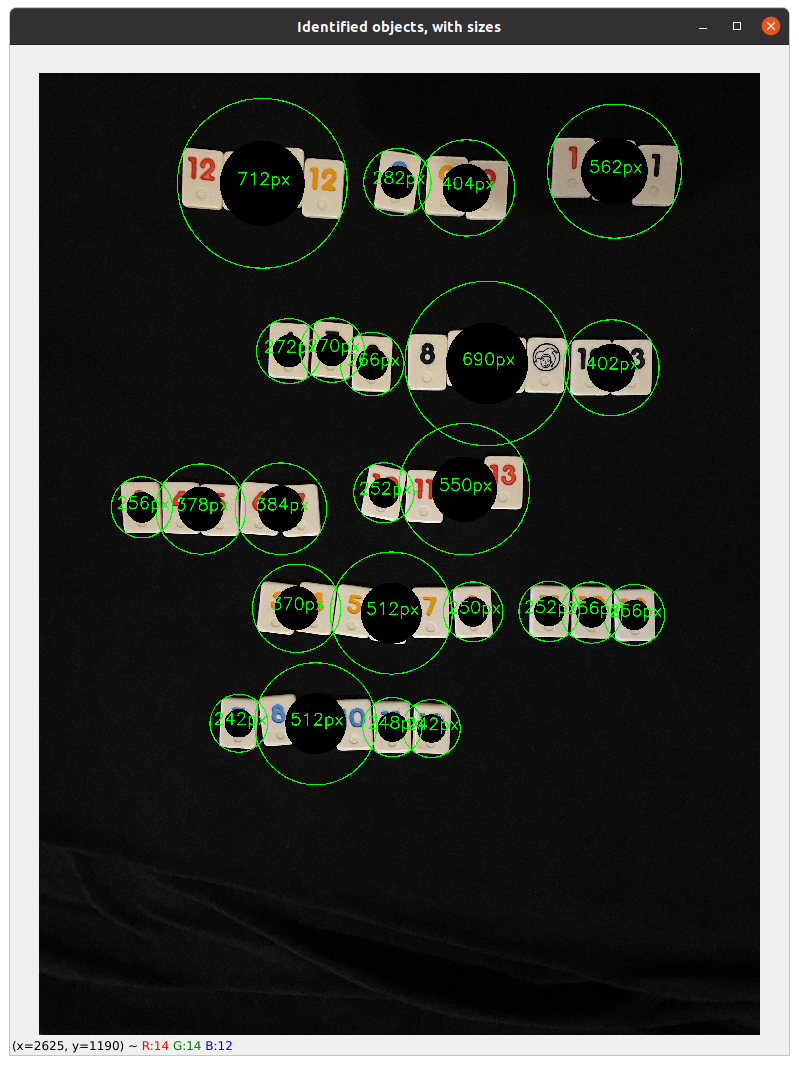 Identified objects, with sizes
12 712px 12 282px 404px 1 562px 1
272px 270px 266px 8 690px 1 402px 3
256px 378px 384px 252px 11 550px 13
370px 5 512px 7 250px 252px 256px 256px
242px 8 512px 10 248px 242px
(x=2625, y=1190) ~ R:14 G:14 B:12